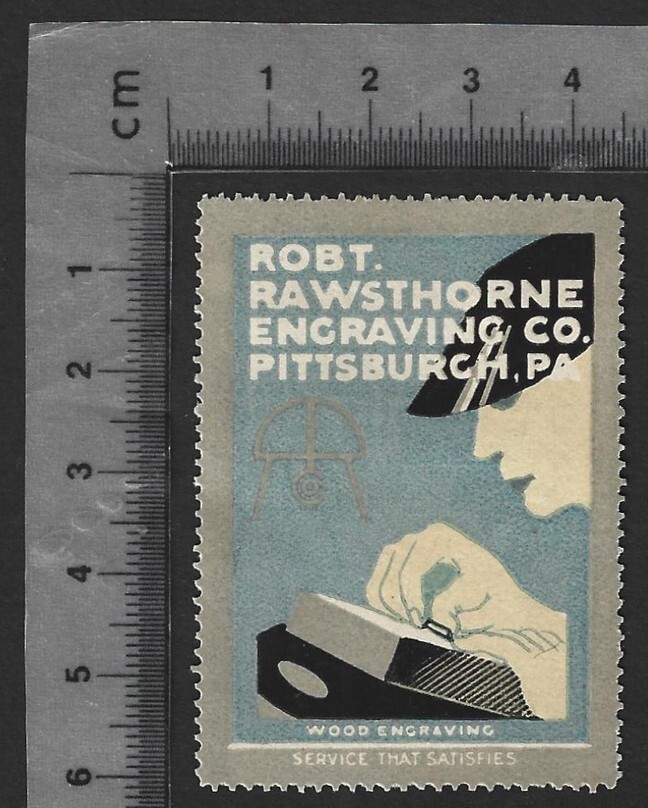 cm
1 2 3 4
1
2
3
4
5
6
ROBT.
RAWSTHORNE
ENGRAVING CO.
PITTSBURGH, PA
WOOD ENGRAVING
SERVICE THAT SATISFIES